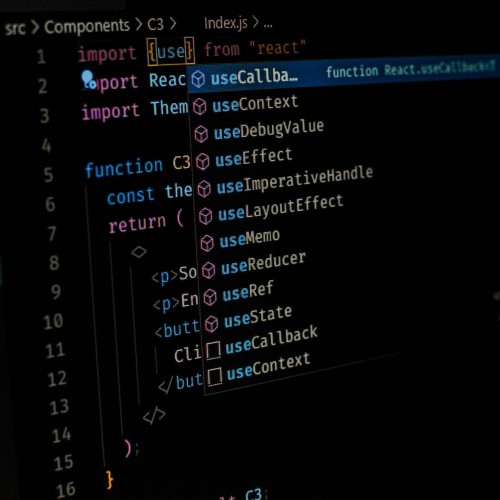 src > Components > C3 > Index.js > ...
1 import {use} from "react"
2 import Reac
3 import Them
4
5 function C3
6 const the
7 return (
8 <>
9 <p>So
10 <p>En
11 <butt
12 Cli
13 </but
14 </>
15 );
16 }
lt C3;
useCallba... function React.useCallback<T
useContext
useDebugValue
useEffect
useImperativeHandle
useLayoutEffect
useMemo
useReducer
useRef
useState
useCallback
useContext